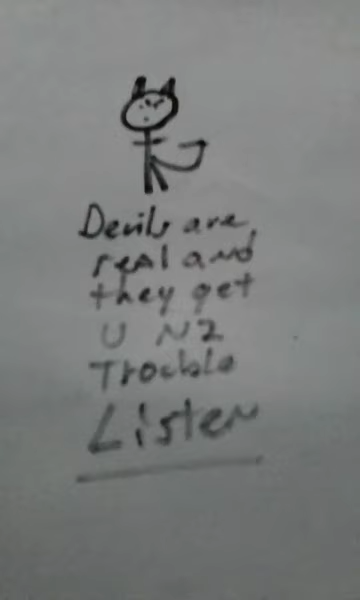 Devils are
real and
they get
U N2
Trouble
Listen